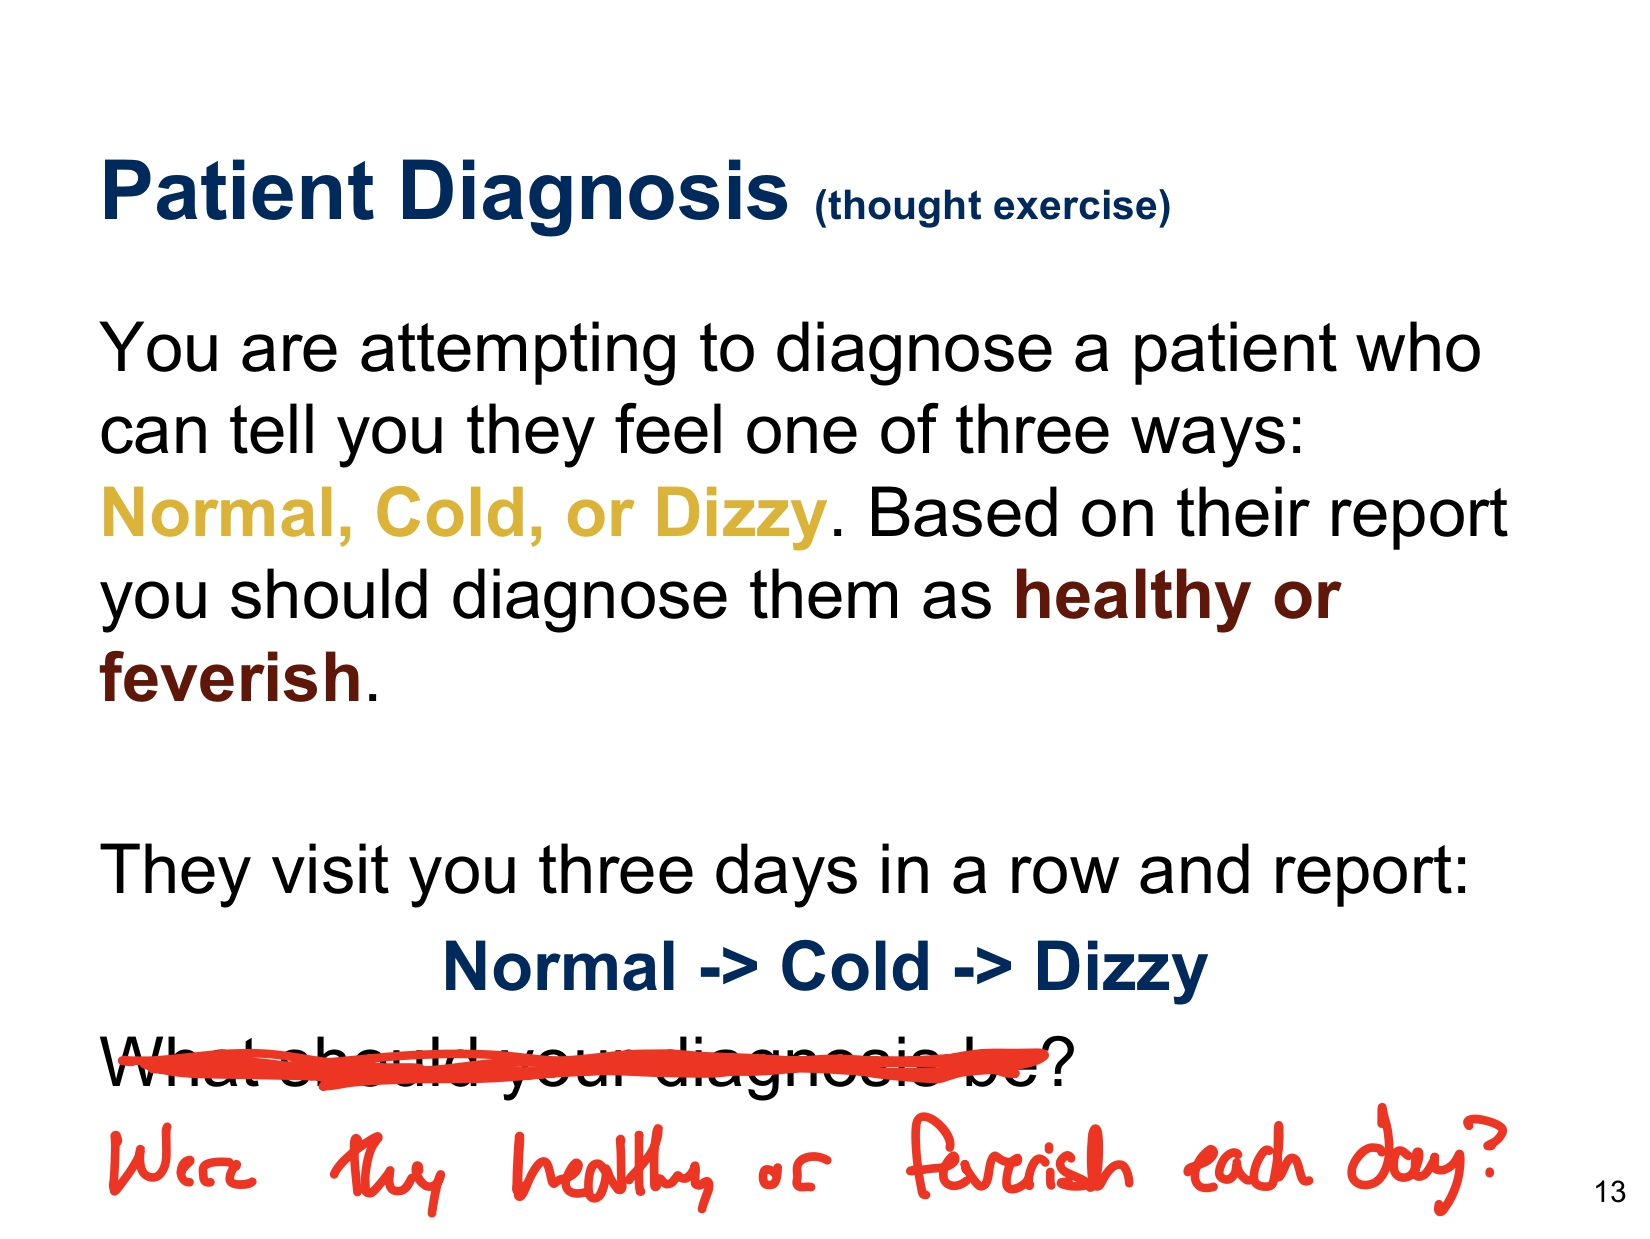 Patient Diagnosis (thought exercise)
You are attempting to diagnose a patient who
can tell you they feel one of three ways:
Normal, Cold, or Dizzy. Based on their report
you should diagnose them as healthy or
feverish.
They visit you three days in a row and report:
Normal -> Cold -> Dizzy
What should your diagnosis be?
Were they healthy or feverish each day?
13